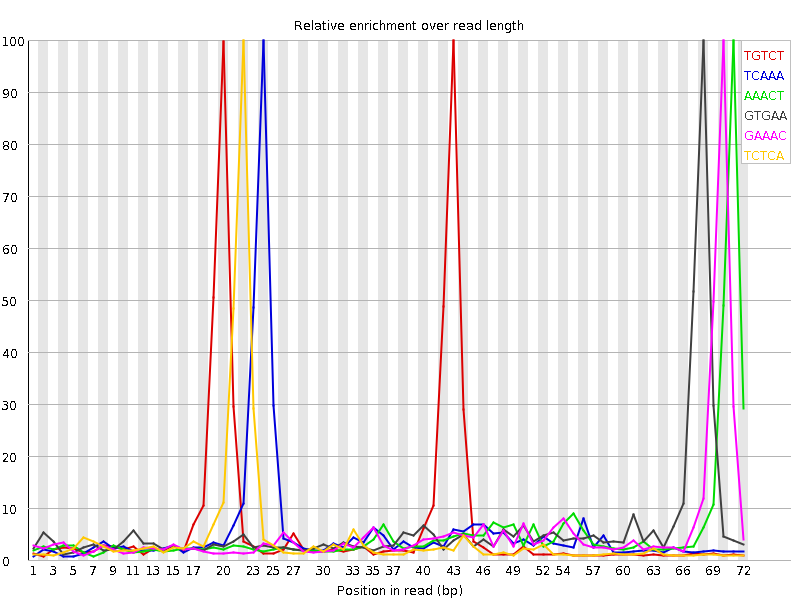 Relative enrichment over read length
100
90
80
70
60
50
40
30
20
10
0
TGTCT
TCAAA
AAACT
GTGAA
GAAAC
TCTCA
1 3 5 7 9 11 13 15 17 20 23 25 27 30 33 35 37 40 43 46 49 52 54 57 60 63 66 69 72
Position in read (bp)